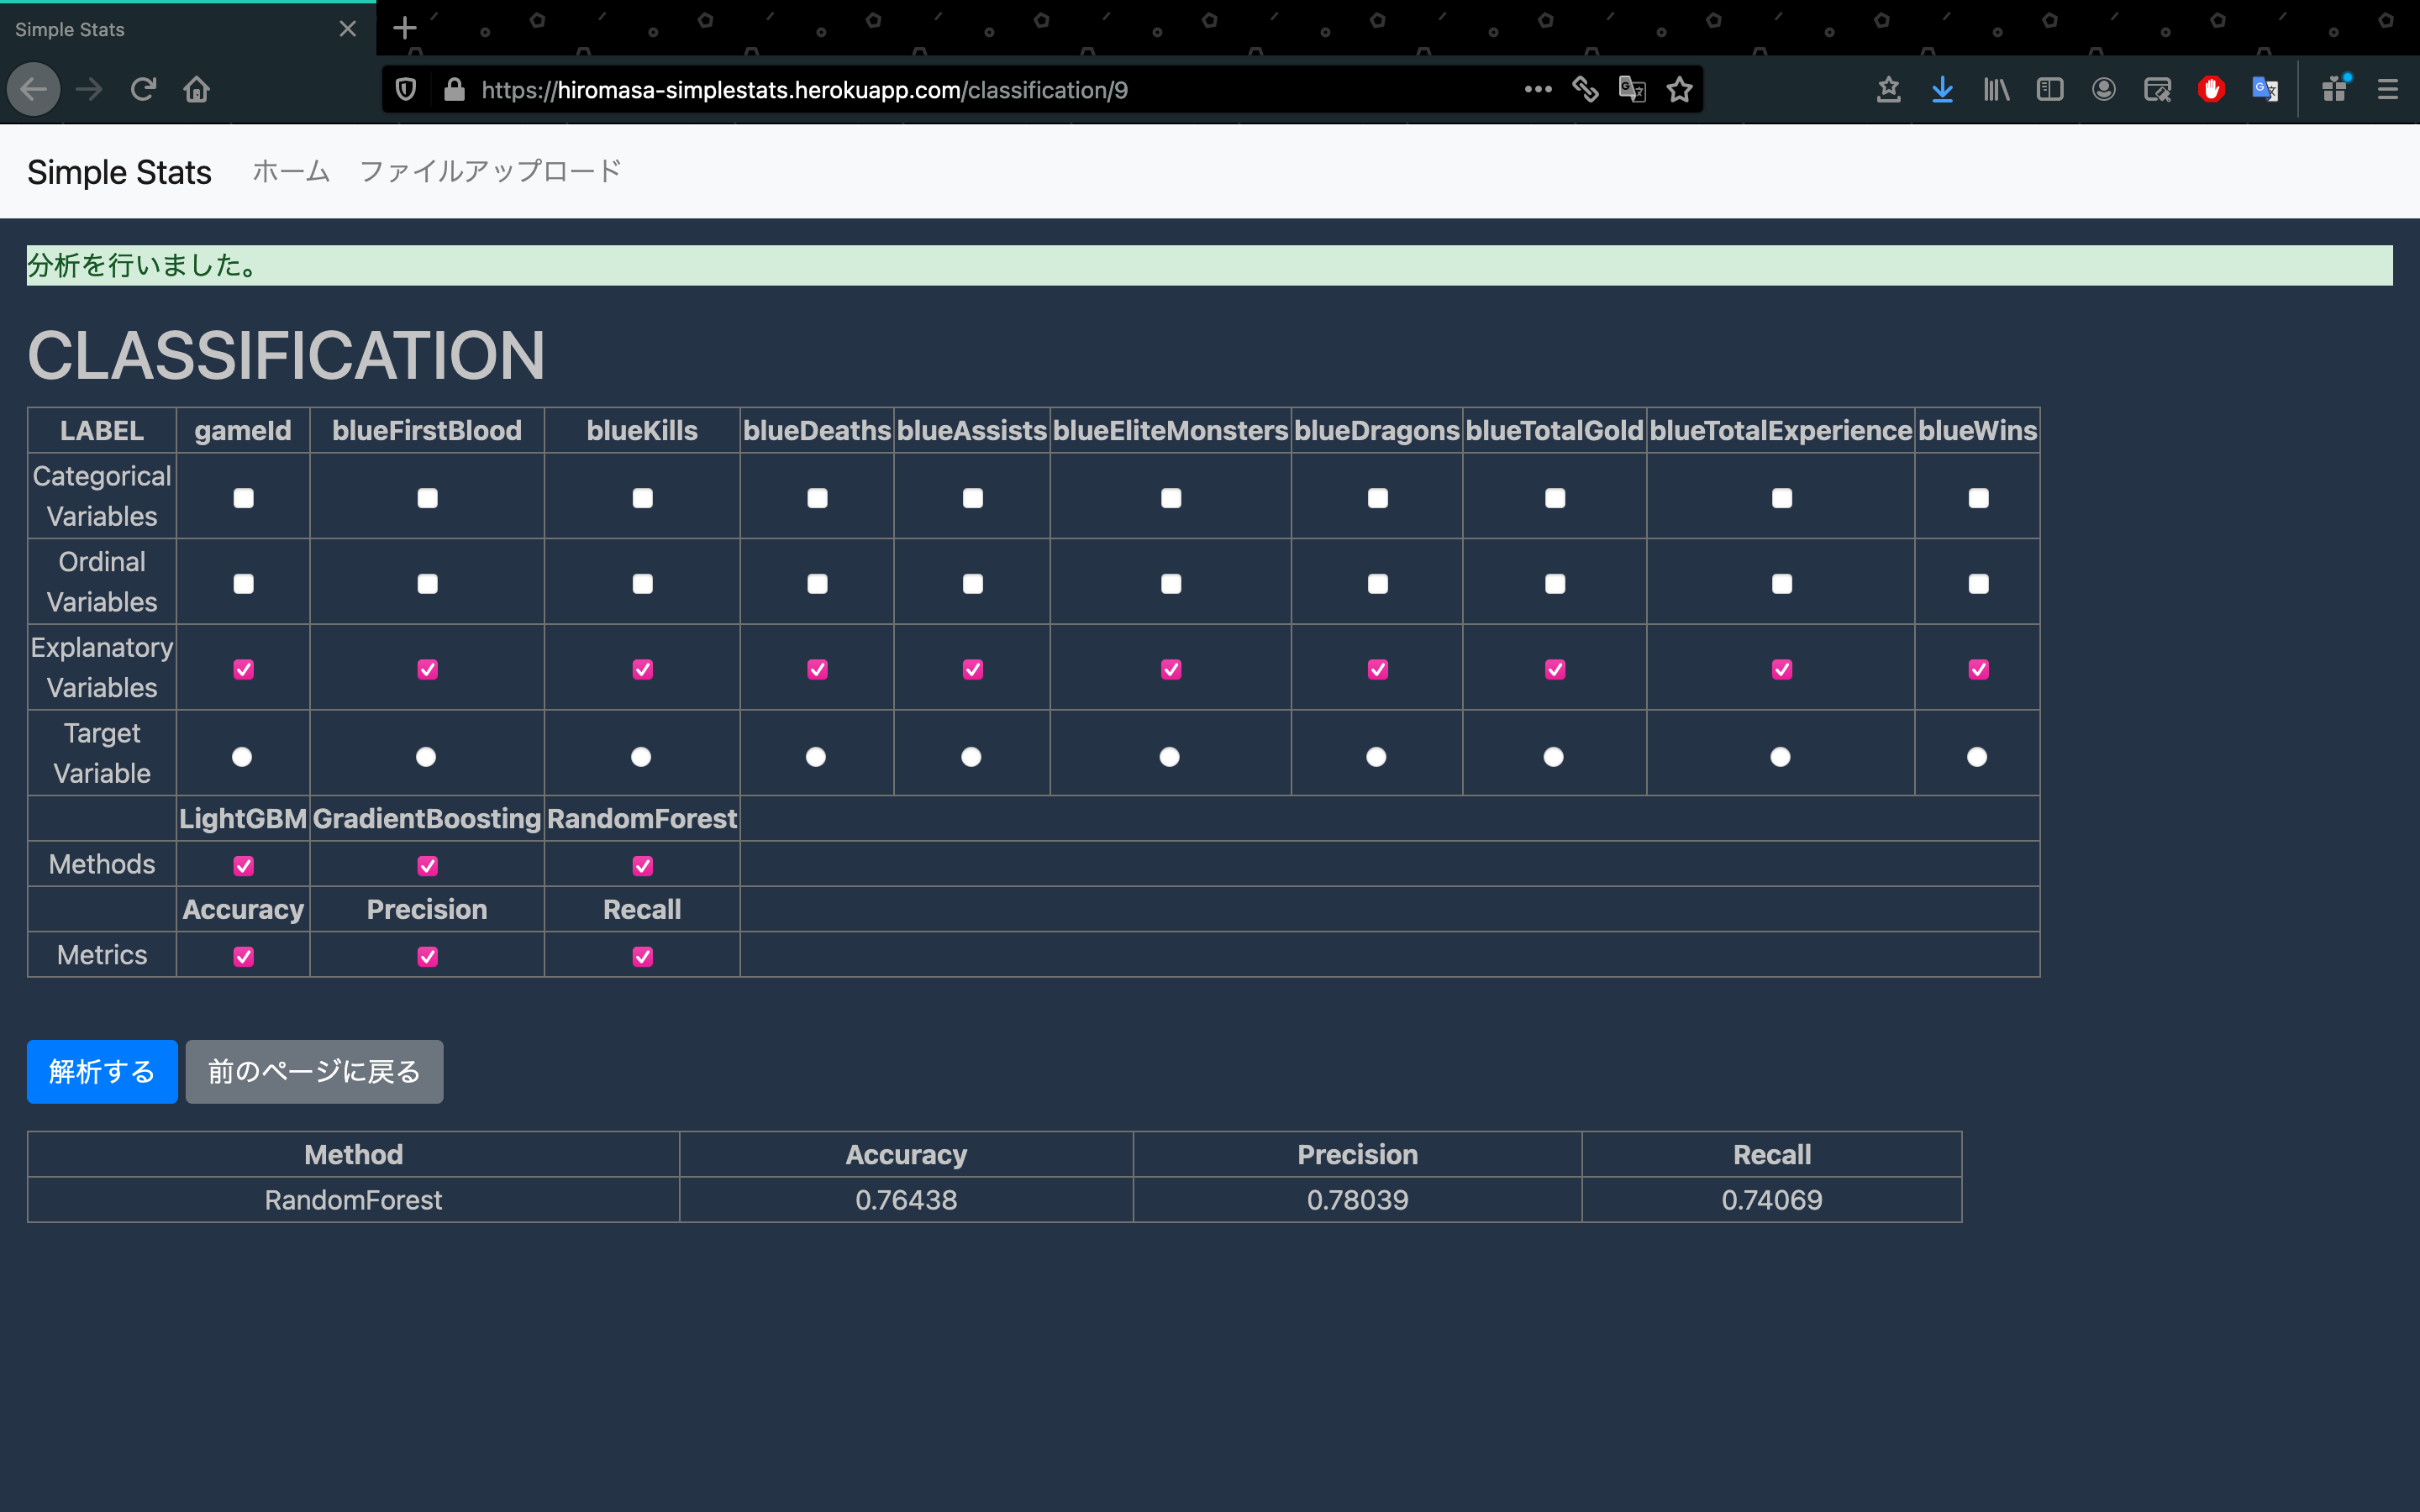 Simple Stats
https://hiromasa-simplestats.herokuapp.com/classification/9
Simple Stats ホーム ファイルアップロード
分析を行いました。
CLASSIFICATION
LABEL gameId blueFirstBlood blueKills blueDeaths blueAssists blueEliteMonsters blueDragons blueTotalGold blueTotalExperience blueWins
Categorical
Variables
Ordinal
Variables
Explanatory
Variables
Target
Variable
LightGBM GradientBoosting RandomForest
Methods
Accuracy Precision Recall
Metrics
解析する 前のページに戻る
Method Accuracy Precision Recall
RandomForest 0.76438 0.78039 0.74069